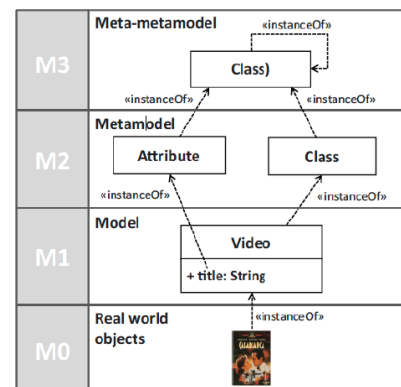 Meta-metamodel
«instanceOf»
M3
Class)
«instanceOf»
«instanceOf»
Metamodel
M2
Attribute
Class
«instanceOf»
«instanceOf»
Model
M1
Video
+ title: String
Real world
objects
«instanceOf»
M0
CASABLANCA